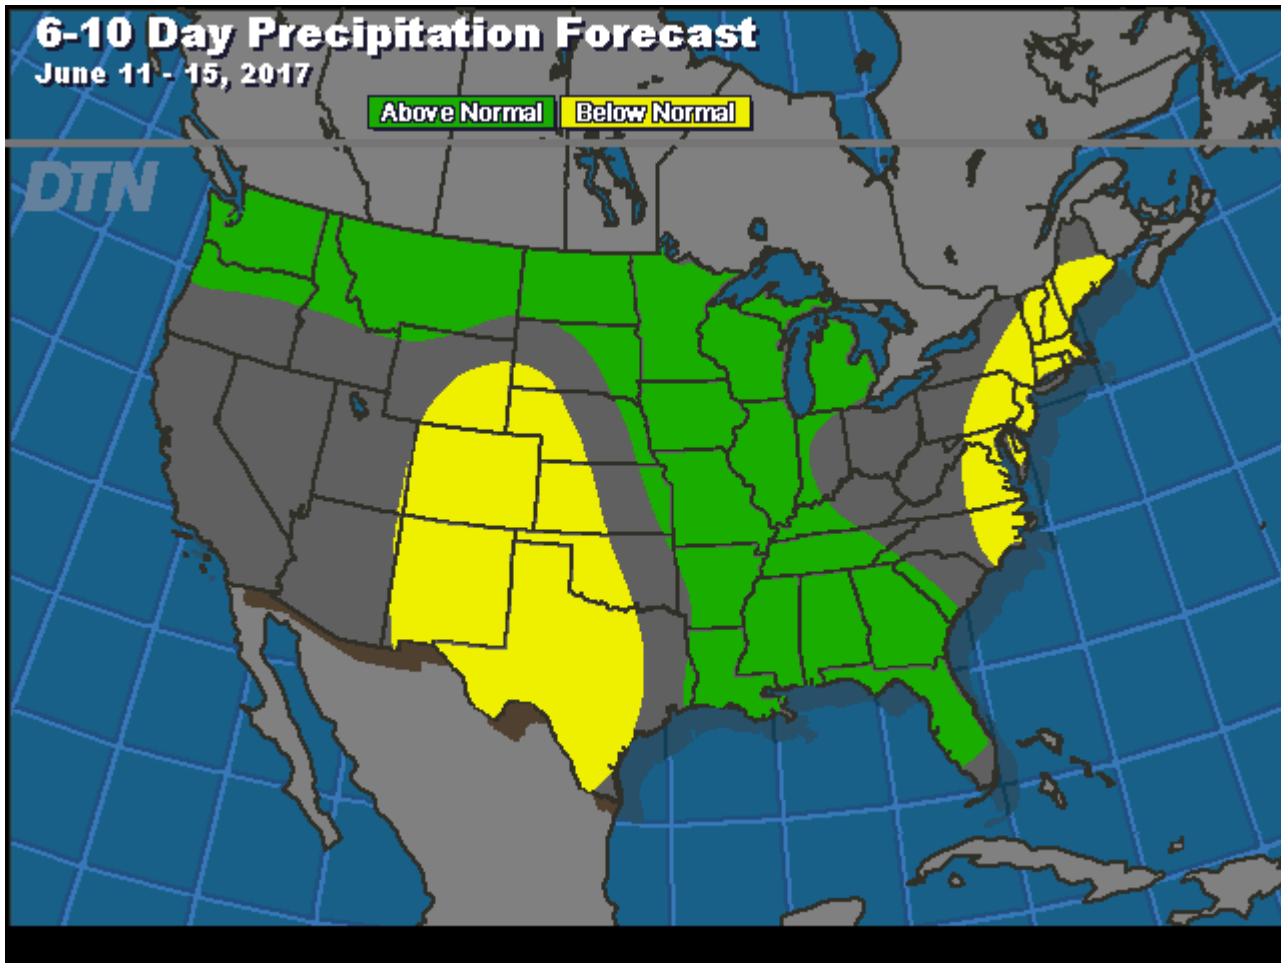 6-10 Day Precipitation Forecast
June 11 - 15, 2017
Above Normal Below Normal
DTN